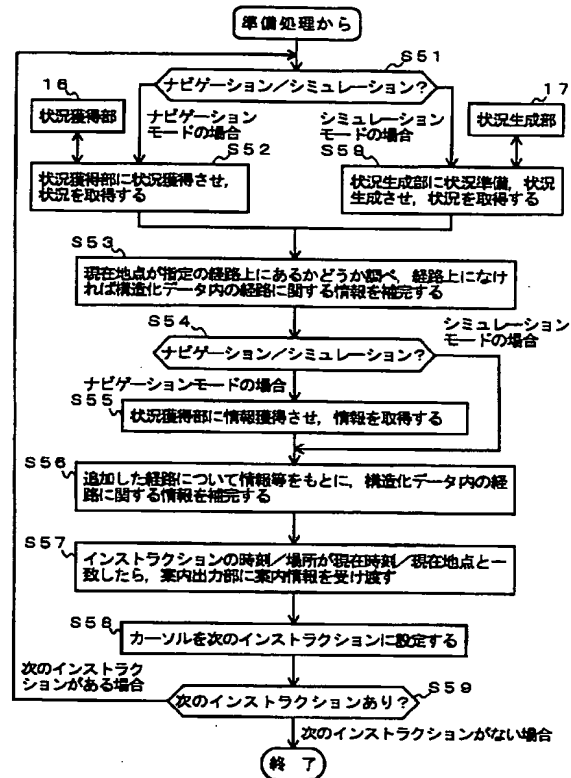 準備処理から
S51
ナビゲーション／シミュレーション？
16
状況獲得部
ナビゲーション
モードの場合
シミュレーション
モードの場合
17
状況生成部
S52
状況獲得部に状況獲得させ，
状況を取得する
S59
状況生成部に状況準備，状況
生成させ，状況を取得する
S53
現在地点が指定の経路上にあるかどうか調べ，経路上になけ
れば構造化データ内の経路に関する情報を補完する
S54
ナビゲーション／シミュレーション？
シミュレーション
モードの場合
ナビゲーションモードの場合
S55
状況獲得部に情報獲得させ，情報を取得する
S56
追加した経路について情報等をもとに，構造化データ内の経
路に関する情報を補完する
S57
インストラクションの時刻／場所が現在時刻／現在地点と一
致したら，案内出力部に案内情報を受け渡す
S58
カーソルを次のインストラクションに設定する
次のインストラク
ションがある場合
S59
次のインストラクションあり？
次のインストラクションがない場合
終 了